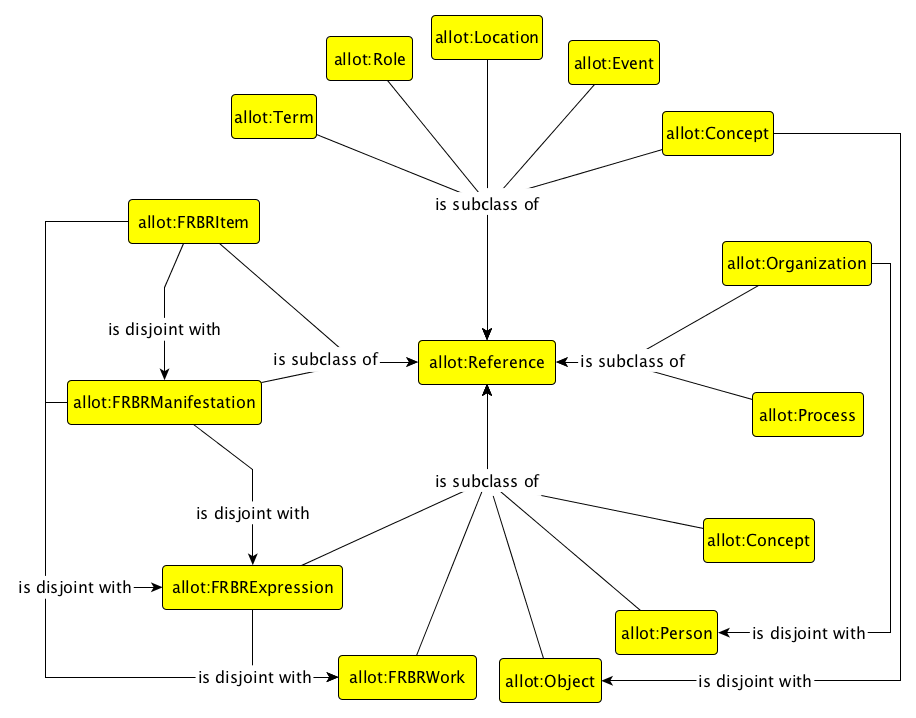 allot:Location
allot:Role
allot:Event
allot:Term
allot:Concept
is subclass of
allot:FRBRItem
allot:Organization
is disjoint with
is subclass of
allot:Reference
is subclass of
allot:FRBRManifestation
allot:Process
is subclass of
is disjoint with
allot:Concept
is disjoint with
allot:FRBRExpression
allot:Person
is disjoint with
is disjoint with
allot:FRBRWork
allot:Object
is disjoint with